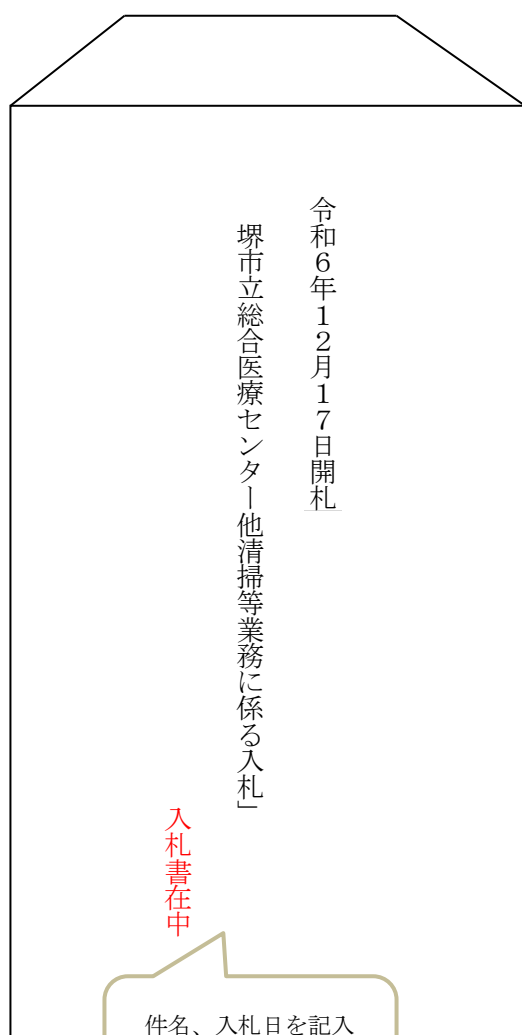 令和６年１２月１７日開札
堺市立総合医療センター他清掃等業務に係る入札」
入札書在中
件名、入札日を記入